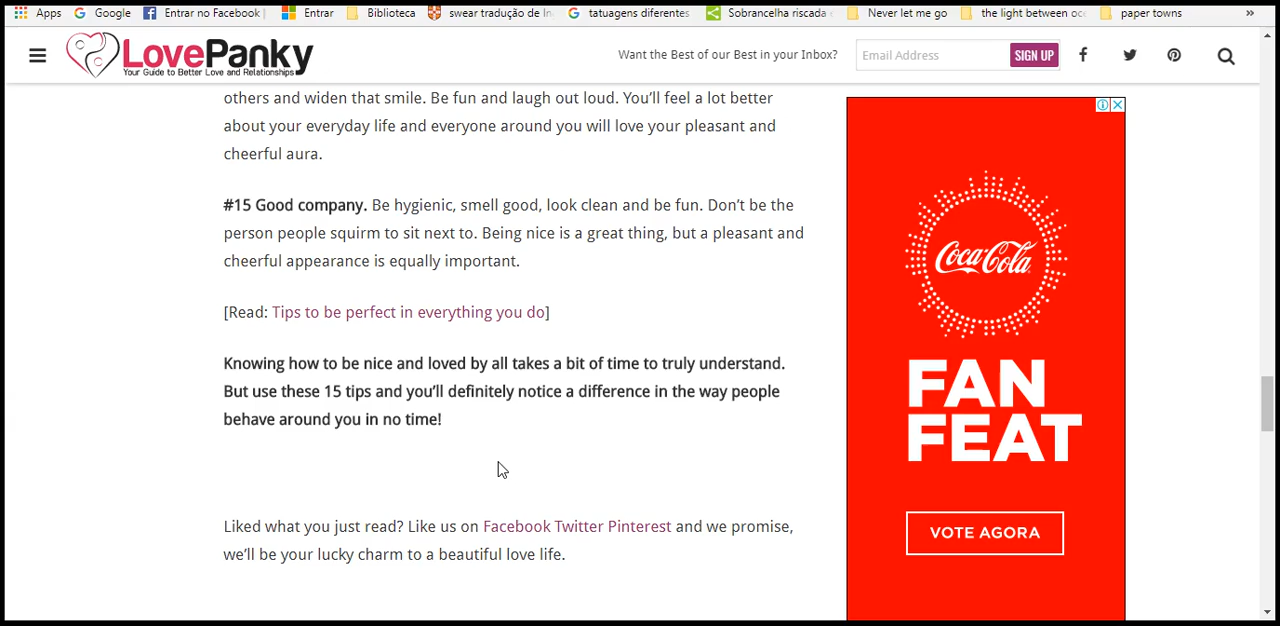 Apps Google Entrar no Facebook Entrar Biblioteca swear tradução de In tatuagens diferentes Sobrancelha riscada Never let me go the light between oce paper towns »
LovePanky
Your Guide to Better Love and Relationships
Want the Best of our Best in your Inbox? Email Address SIGN UP
others and widen that smile. Be fun and laugh out loud. You’ll feel a lot better
about your everyday life and everyone around you will love your pleasant and
cheerful aura.
#15 Good company. Be hygienic, smell good, look clean and be fun. Don’t be the
person people squirm to sit next to. Being nice is a great thing, but a pleasant and
cheerful appearance is equally important.
[Read: Tips to be perfect in everything you do]
Knowing how to be nice and loved by all takes a bit of time to truly understand.
But use these 15 tips and you’ll definitely notice a difference in the way people
behave around you in no time!
Liked what you just read? Like us on Facebook Twitter Pinterest and we promise,
we’ll be your lucky charm to a beautiful love life.
Coca-Cola
FAN
FEAT
VOTE AGORA